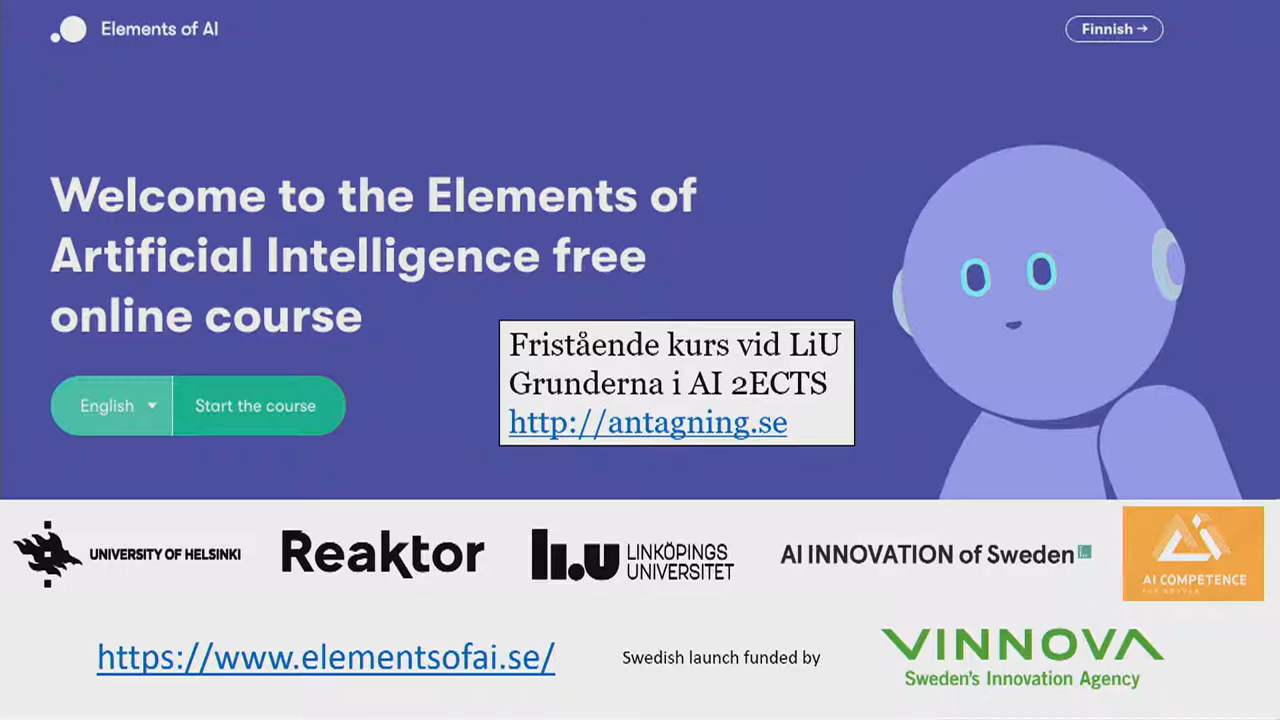 Elements of AI
Finnish →
Welcome to the Elements of
Artificial Intelligence free
online course
English
Start the course
Fristående kurs vid LiU
Grunderna i AI 2ECTS
http://antagning.se
UNIVERSITY OF HELSINKI
Reaktor
LiU LINKÖPINGS
UNIVERSITET
AI INNOVATION of Sweden
Ai
AI COMPETENCE
https://www.elementsofai.se/
Swedish launch funded by
VINNOVA
Sweden's Innovation Agency